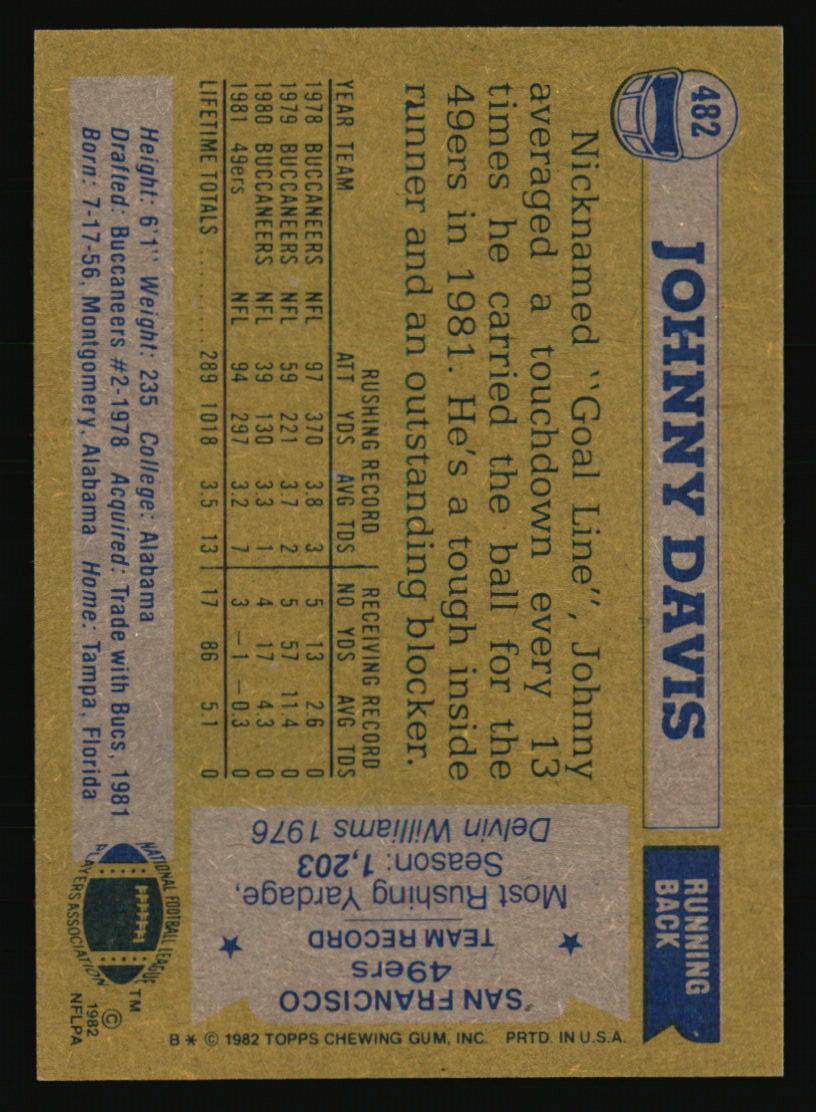 482
JOHNNY DAVIS
RUNNING
BACK
Nicknamed "Goal Line", Johnny
averaged a touchdown every 13
times he carried the ball for the
49ers in 1981. He's a tough inside
runner and an outstanding blocker.
RUSHING RECORD RECEIVING RECORD
YEAR TEAM ATT YDS AVG TDS NO YDS AVG TDS
1978 BUCCANEERS NFL 97 370 3.8 3 5 13 2.6 0
1979 BUCCANEERS NFL 59 221 3.7 2 5 57 11.4 0
1980 BUCCANEERS NFL 39 130 3.3 1 4 17 4.3 0
1981 49ers NFL 94 297 3.2 7 3 -1 -0.3 0
LIFETIME TOTALS .......... 289 1018 3.5 13 17 86 5.1 0
Height: 6'1" Weight: 235 College: Alabama
Drafted: Buccaneers #2-1978 Acquired: Trade with Bucs, 1981
Born: 7-17-56, Montgomery, Alabama Home: Tampa, Florida
SAN FRANCISCO
49ers
★ TEAM RECORD ★
Most Rushing Yardage,
Season: 1,203
Delvin Williams 1976
NATIONAL FOOTBALL LEAGUE
PLAYERS ASSOCIATION
TM
©
1982
NFLPA
B * © 1982 TOPPS CHEWING GUM, INC. PRTD. IN U.S.A.